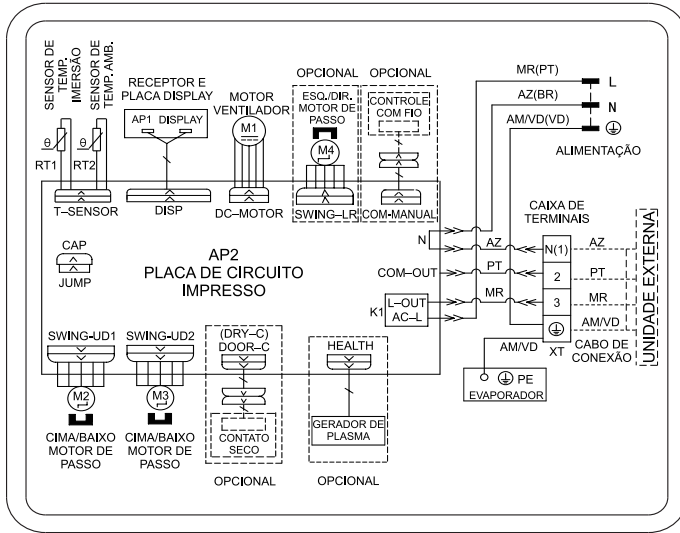 SENSOR DE
TEMP.
IMERSÃO
SENSOR DE
TEMP. AMB.
RECEPTOR E
PLACA DISPLAY
AP1 DISPLAY
MOTOR
VENTILADOR
M1
OPCIONAL
ESQ./DIR.
MOTOR DE
PASSO
M4
OPCIONAL
CONTROLE
COM FIO
MR(PT)
AZ(BR)
AM/VD(VD)
L
N
ALIMENTAÇÃO
θ
θ
RT1
RT2
T–SENSOR
DISP
DC–MOTOR
SWING–LR
COM-MANUAL
CAP
JUMP
AP2
PLACA DE CIRCUITO
IMPRESSO
N
COM–OUT
K1
L–OUT
AC–L
AZ
PT
MR
CAIXA DE
TERMINAIS
N(1)
2
3
XT
AZ
PT
MR
AM/VD
CABO DE
CONEXÃO
UNIDADE EXTERNA
AM/VD
PE
EVAPORADOR
SWING-UD1
SWING-UD2
(DRY–C)
DOOR–C
HEALTH
M2
M3
CIMA/BAIXO
MOTOR DE
PASSO
CIMA/BAIXO
MOTOR DE
PASSO
CONTATO
SECO
GERADOR DE
PLASMA
OPCIONAL
OPCIONAL